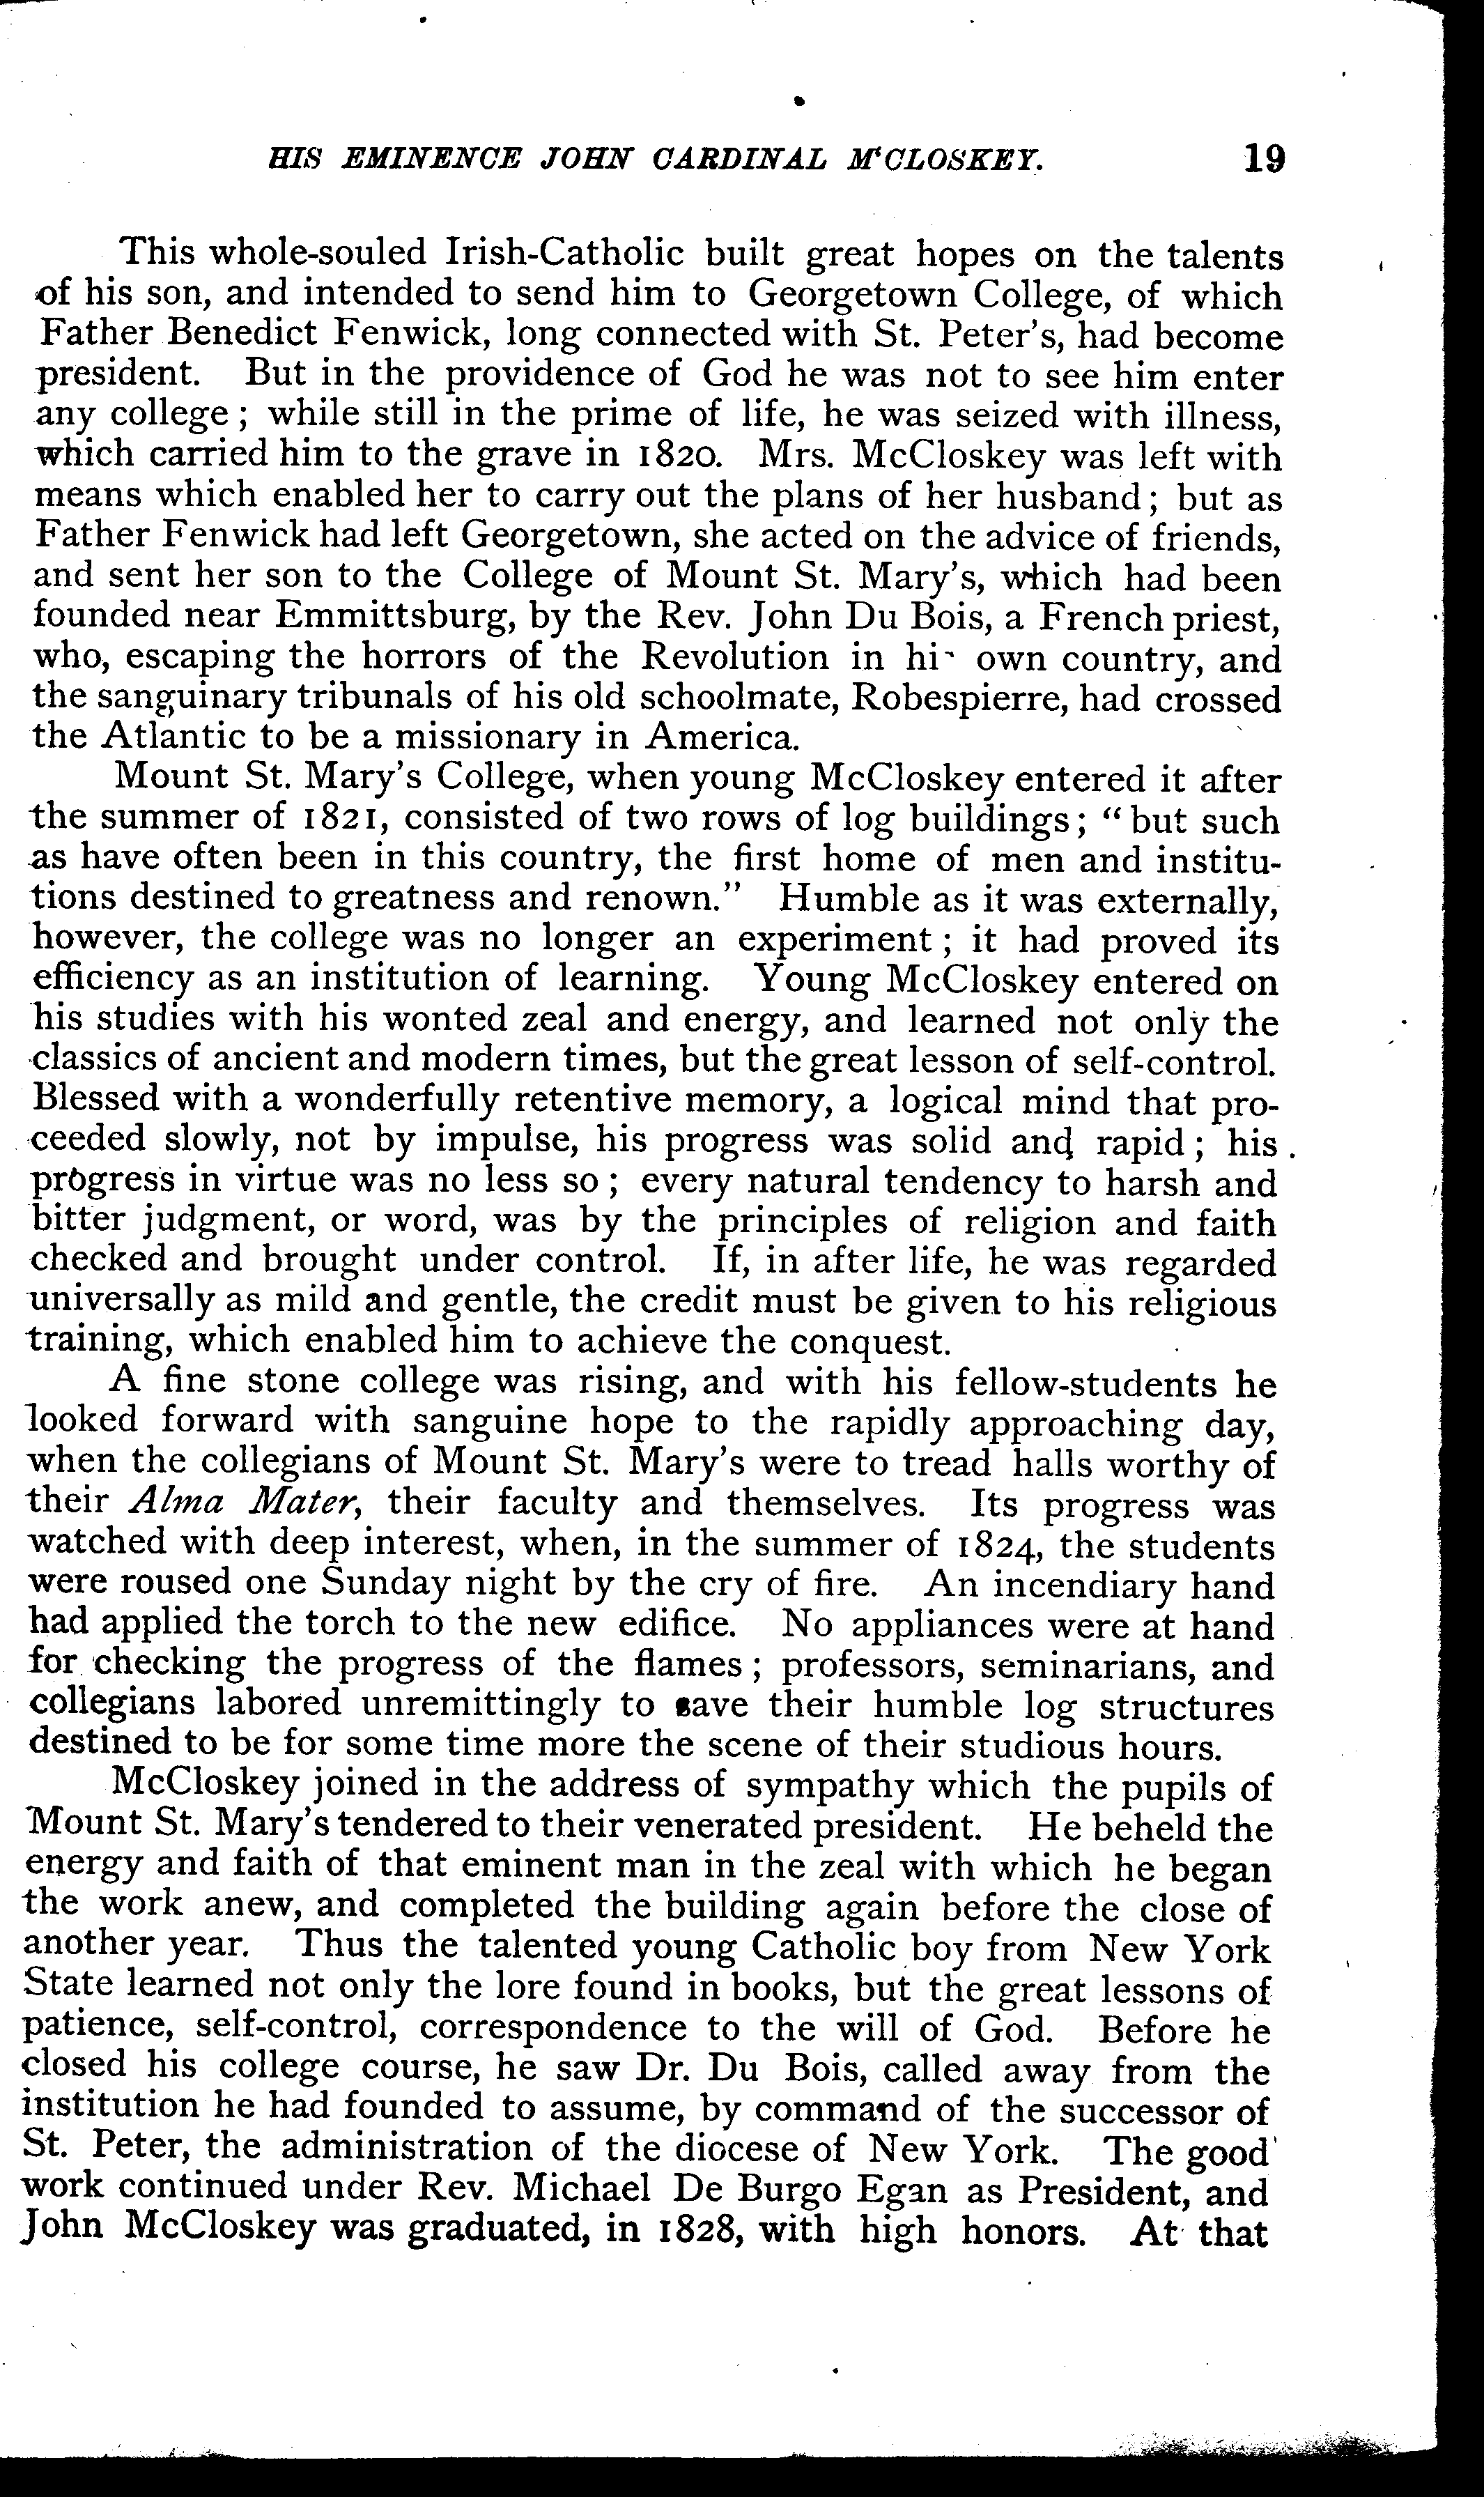 HIS EMINENCE JOHN CARDINAL M‘CLOSKEY. 19
This whole-souled Irish-Catholic built great hopes on the talents
of his son, and intended to send him to Georgetown College, of which
Father Benedict Fenwick, long connected with St. Peter's, had become
president. But in the providence of God he was not to see him enter
any college; while still in the prime of life, he was seized with illness,
which carried him to the grave in 1820. Mrs. McCloskey was left with
means which enabled her to carry out the plans of her husband; but as
Father Fenwick had left Georgetown, she acted on the advice of friends,
and sent her son to the College of Mount St. Mary's, which had been
founded near Emmittsburg, by the Rev. John Du Bois, a French priest,
who, escaping the horrors of the Revolution in hi own country, and
the sanguinary tribunals of his old schoolmate, Robespierre, had crossed
the Atlantic to be a missionary in America.
Mount St. Mary's College, when young McCloskey entered it after
the summer of 1821, consisted of two rows of log buildings; "but such
as have often been in this country, the first home of men and institu-
tions destined to greatness and renown." Humble as it was externally,
however, the college was no longer an experiment; it had proved its
efficiency as an institution of learning. Young McCloskey entered on
his studies with his wonted zeal and energy, and learned not only the
classics of ancient and modern times, but the great lesson of self-control.
Blessed with a wonderfully retentive memory, a logical mind that pro-
ceeded slowly, not by impulse, his progress was solid and rapid; his
progress in virtue was no less so; every natural tendency to harsh and
bitter judgment, or word, was by the principles of religion and faith
checked and brought under control. If, in after life, he was regarded
universally as mild and gentle, the credit must be given to his religious
training, which enabled him to achieve the conquest.
A fine stone college was rising, and with his fellow-students he
looked forward with sanguine hope to the rapidly approaching day,
when the collegians of Mount St. Mary's were to tread halls worthy of
their Alma Mater, their faculty and themselves. Its progress was
watched with deep interest, when, in the summer of 1824, the students
were roused one Sunday night by the cry of fire. An incendiary hand
had applied the torch to the new edifice. No appliances were at hand
for checking the progress of the flames; professors, seminarians, and
collegians labored unremittingly to save their humble log structures
destined to be for some time more the scene of their studious hours.
McCloskey joined in the address of sympathy which the pupils of
Mount St. Mary's tendered to their venerated president. He beheld the
energy and faith of that eminent man in the zeal with which he began
the work anew, and completed the building again before the close of
another year. Thus the talented young Catholic boy from New York
State learned not only the lore found in books, but the great lessons of
patience, self-control, correspondence to the will of God. Before he
closed his college course, he saw Dr. Du Bois, called away from the
institution he had founded to assume, by command of the successor of
St. Peter, the administration of the diocese of New York. The good
work continued under Rev. Michael De Burgo Egan as President, and
John McCloskey was graduated, in 1828, with high honors. At that